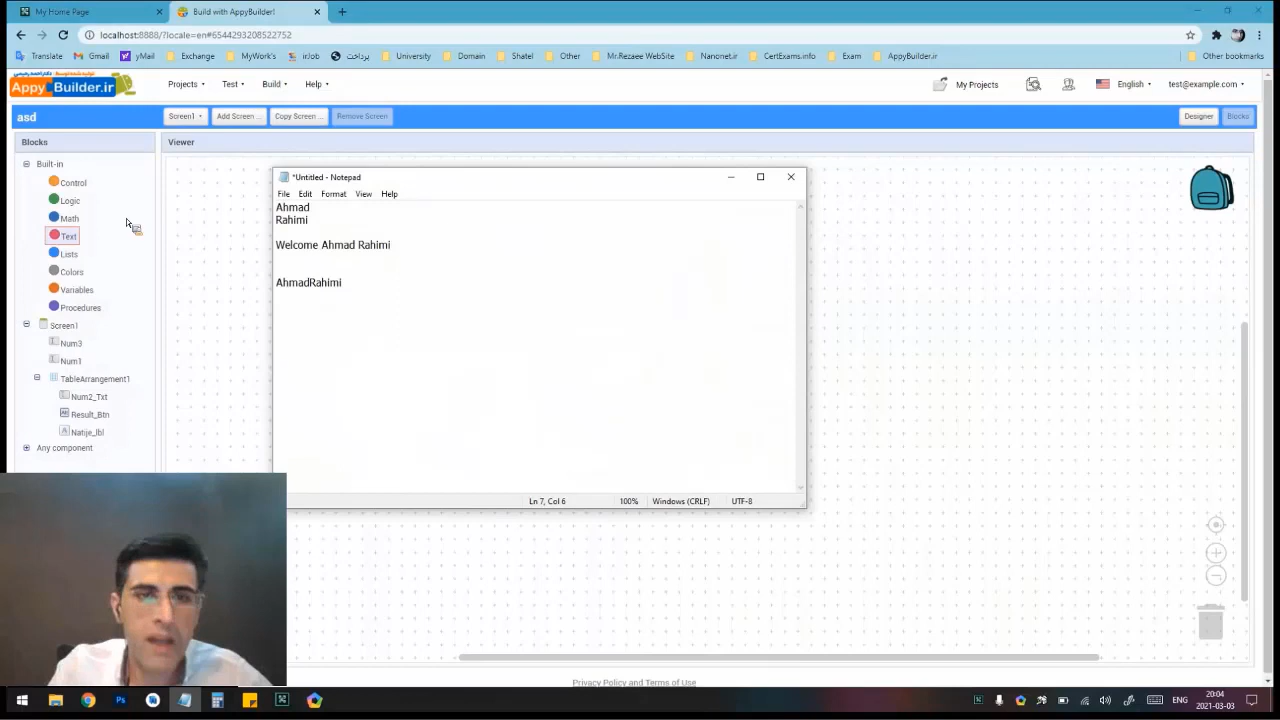 My Home Page
Build with AppyBuilder!
localhost:8888/?locale=en#6544293208522752
Translate Gmail yMail Exchange MyWork's irJob پرداخت University Domain Shatel Other Mr.Rezaee WebSite Nanonet.ir CertExams.info Exam AppyBuilder.ir Other bookmarks
AppyBuilder.ir
Projects Test Build Help My Projects English test@example.com
asd Screen1 Add Screen ... Copy Screen ... Remove Screen Designer Blocks
Blocks
Viewer
Built-in
Control
Logic
Math
Text
Lists
Colors
Variables
Procedures
Screen1
Num3
Num1
TableArrangement1
Num2_Txt
Result_Btn
Natije_lbl
Any component
*Untitled - Notepad
File Edit Format View Help
Ahmad
Rahimi
Welcome Ahmad Rahimi
AhmadRahimi
Ln 7, Col 6 100% Windows (CRLF) UTF-8
Privacy Policy and Terms of Use
ENG
20:04
2021-03-03